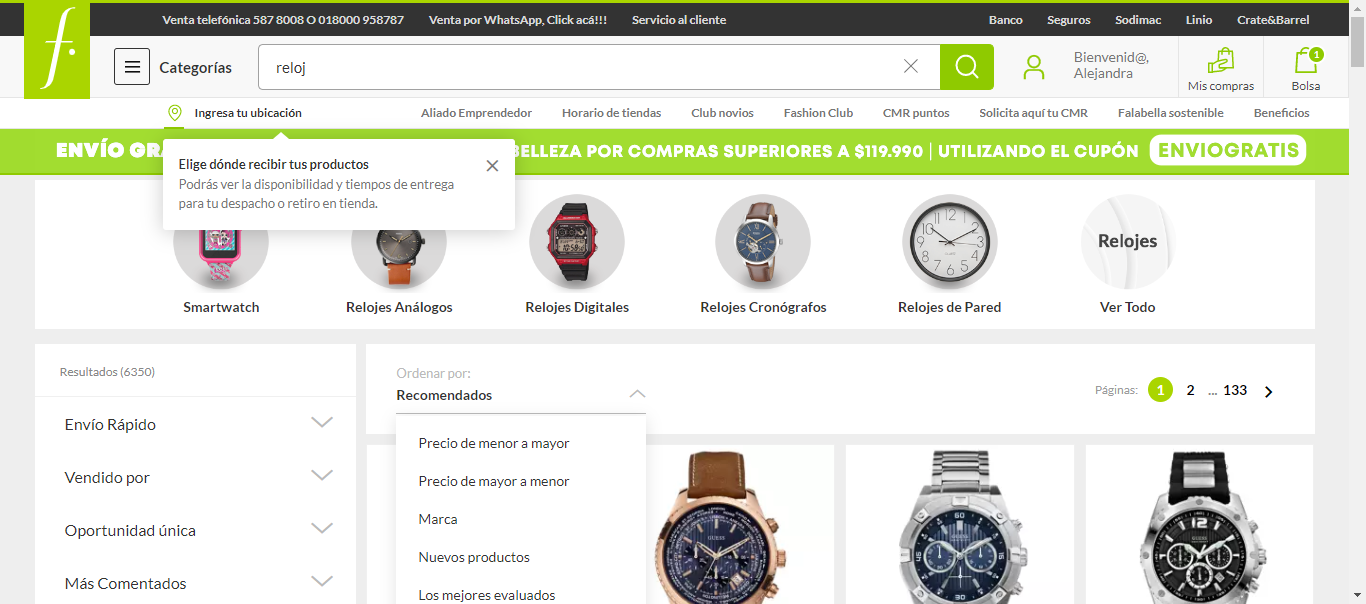 Venta telefónica 587 8008 O 018000 958787 Venta por WhatsApp, Click acá!!! Servicio al cliente Banco Seguros Sodimac Linio Crate&Barrel
f.
Categorías
reloj
Bienvenid@,
Alejandra
Mis compras
1
Bolsa
Ingresa tu ubicación Aliado Emprendedor Horario de tiendas Club novios Fashion Club CMR puntos Solicita aquí tu CMR Falabella sostenible Beneficios
ENVÍO BELLEZA POR COMPRAS SUPERIORES A $119.990 | UTILIZANDO EL CUPÓN ENVIOGRATIS
Elige dónde recibir tus productos
Podrás ver la disponibilidad y tiempos de entrega
para tu despacho o retiro en tienda.
Relojes
Smartwatch Relojes Análogos Relojes Digitales Relojes Cronógrafos Relojes de Pared Ver Todo
Resultados (6350)
Envío Rápido
Vendido por
Oportunidad única
Más Comentados
Ordenar por:
Recomendados
Páginas: 1 2 ... 133
Precio de menor a mayor
Precio de mayor a menor
Marca
Nuevos productos
Los mejores evaluados